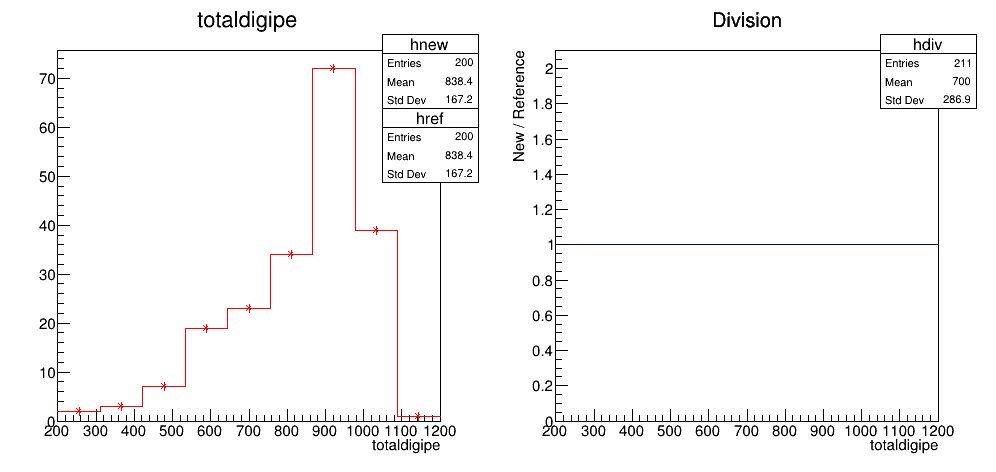 totaldigipe
hnew
Entries 200
Mean 838.4
Std Dev 167.2
href
Entries 200
Mean 838.4
Std Dev 167.2
70
60
50
40
30
20
10
0
200 300 400 500 600 700 800 900 1000 1100 1200
totaldigipe
Division
hdiv
Entries 211
Mean 700
Std Dev 286.9
New / Reference
2
1.8
1.6
1.4
1.2
1
0.8
0.6
0.4
0.2
0
200 300 400 500 600 700 800 900 1000 1100 1200
totaldigipe